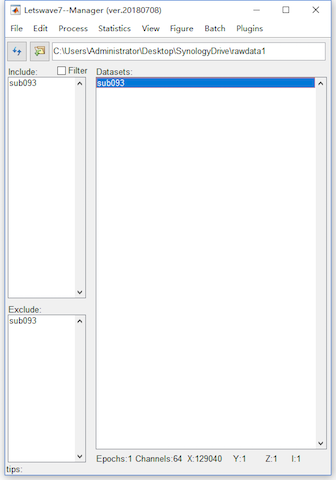 Letswave7--Manager (ver.20180708)
File Edit Process Statistics View Figure Batch Plugins
C:\Users\Administrator\Desktop\SynologyDrive\rawdata1
Include: Filter Datasets:
sub093 sub093
Exclude:
sub093
Epochs:1 Channels:64 X:129040 Y:1 Z:1 I:1
tips: